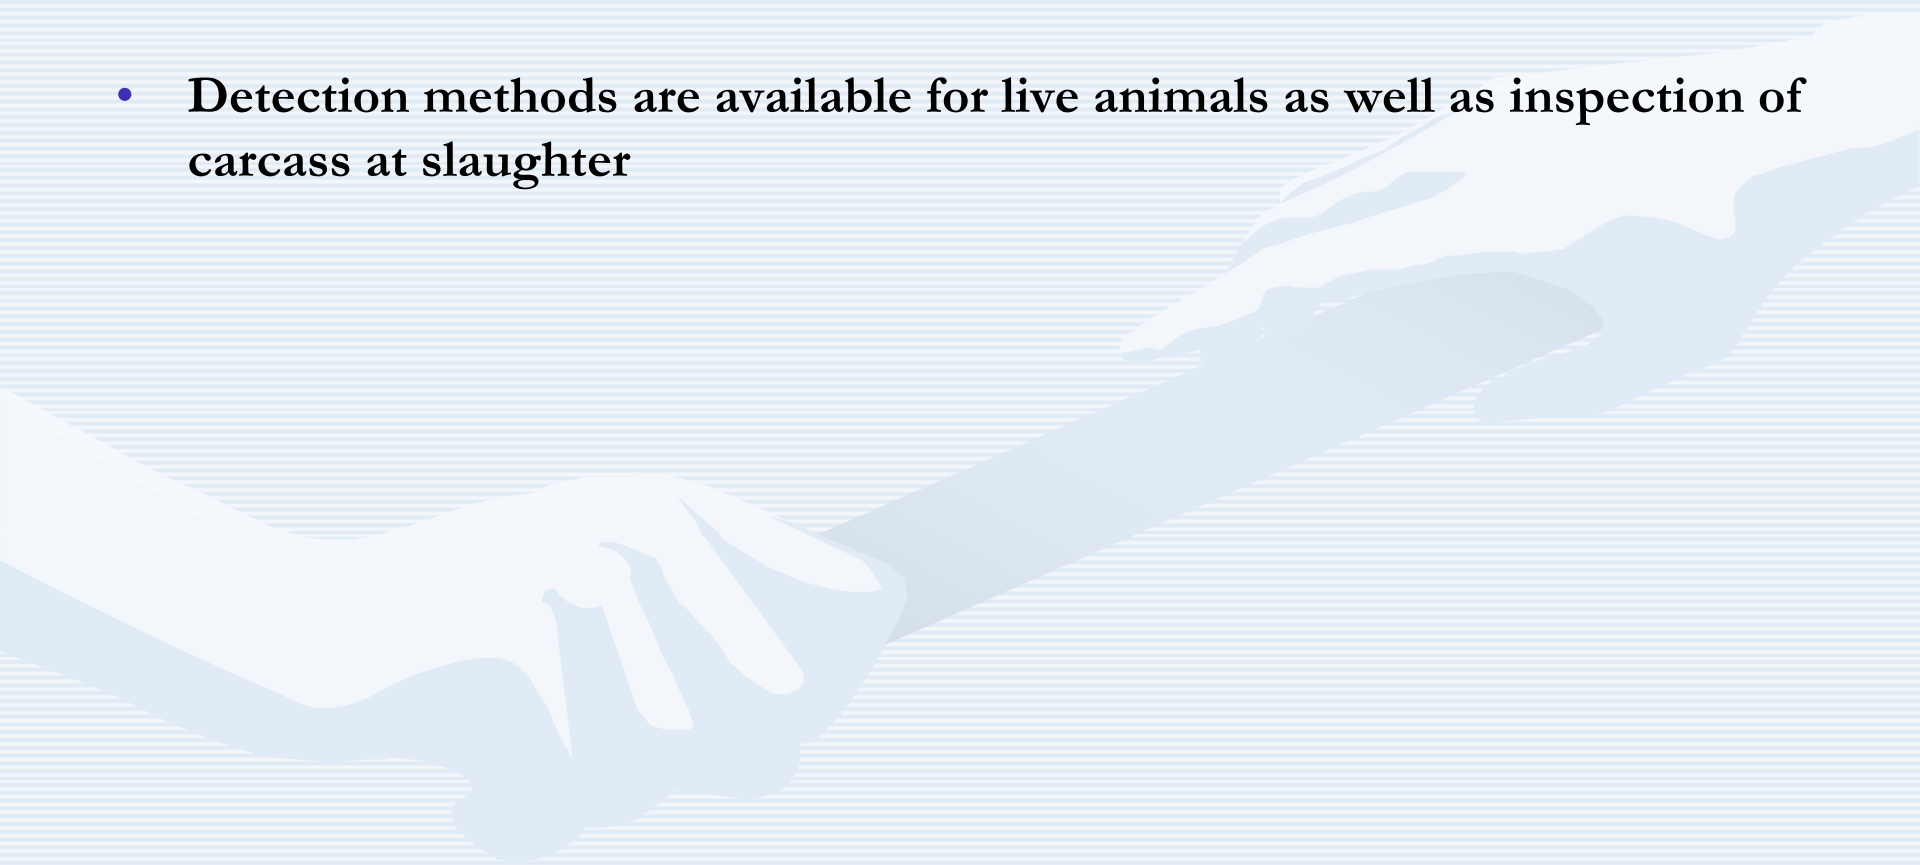 • Detection methods are available for live animals as well as inspection of
carcass at slaughter